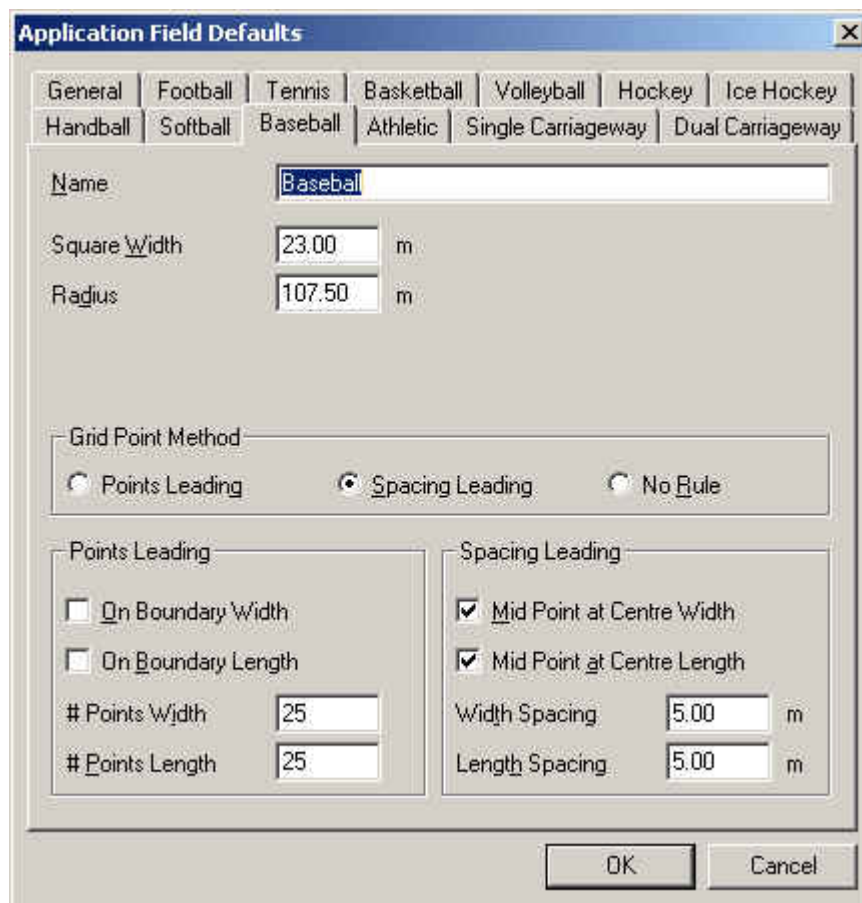 Application Field Defaults
General Football Tennis Basketball Volleyball Hockey Ice Hockey
Handball Softball Baseball Athletic Single Carriageway Dual Carriageway
Name Baseball
Square Width 23.00 m
Radius 107.50 m
Grid Point Method
Points Leading Spacing Leading No Rule
Points Leading Spacing Leading
On Boundary Width Mid Point at Centre Width
On Boundary Length Mid Point at Centre Length
# Points Width 25 Width Spacing 5.00 m
# Points Length 25 Length Spacing 5.00 m
OK Cancel